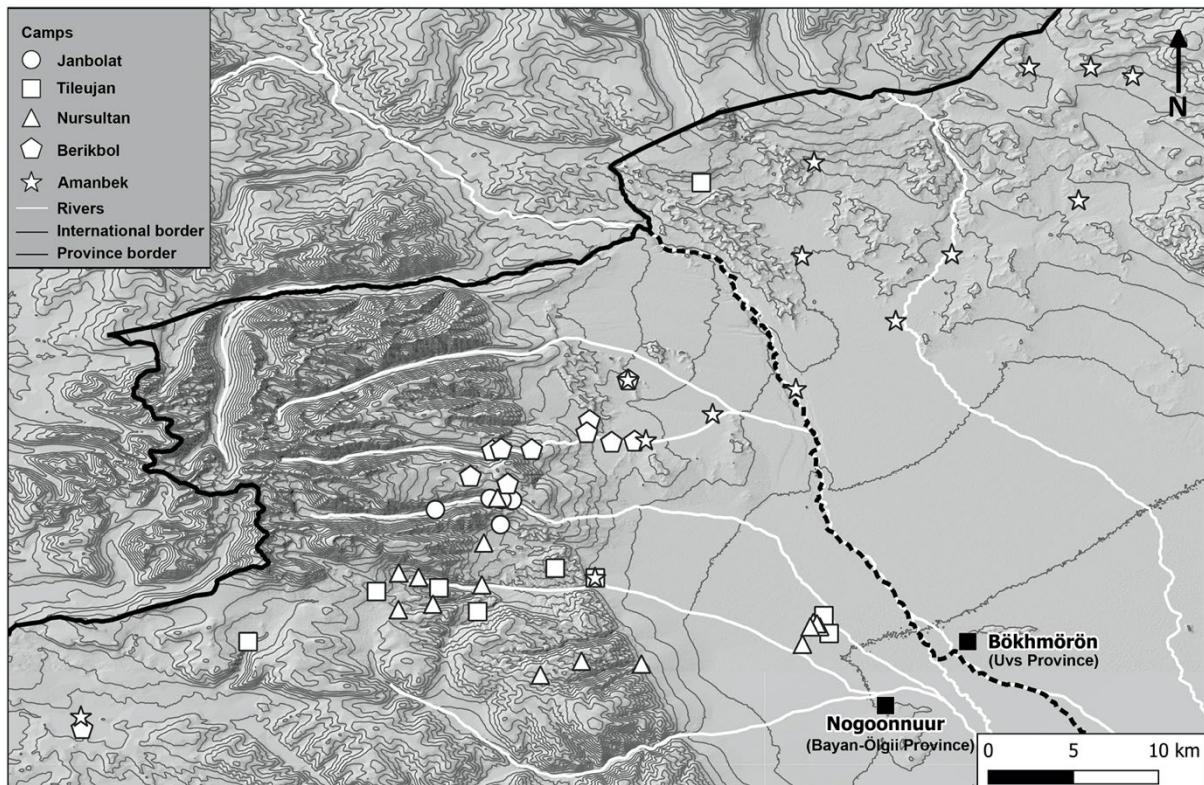 Camps
Janbolat
Tileujan
Nursultan
Berikbol
Amanbek
Rivers
International border
Province border
N
Bökhmörön
(Uvs Province)
Nogoonnuur
(Bayan-Ölgii Province)
0 5 10 km